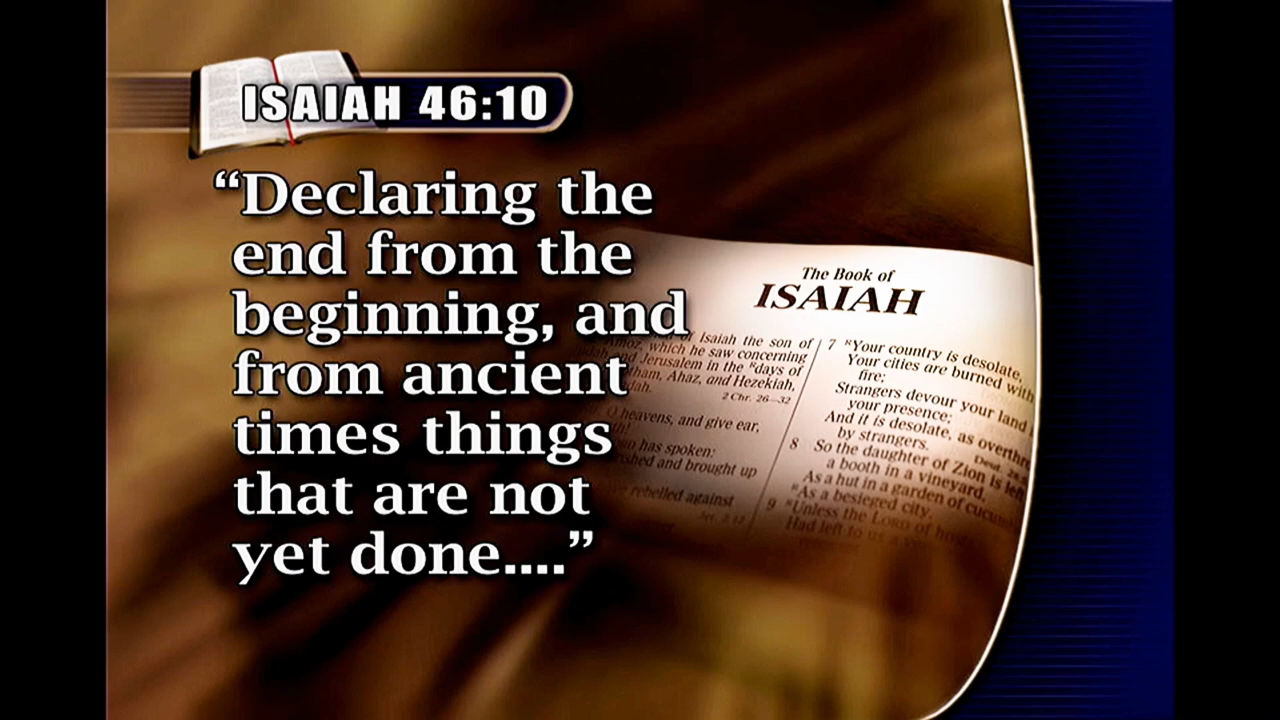 ISAIAH 46:10
“Declaring the
end from the
beginning, and
from ancient
times things
that are not
yet done....”
The Book of
ISAIAH
of Isaiah the son of
Amoz, which he saw concerning
and Jerusalem in the days of
Ahaz, and Hezekiah,
2 Chr. 26—32
O heavens, and give ear,
has spoken:
and brought up
rebelled against
7 "Your country is desolate,
Your cities are burned with
fire;
Strangers devour your land
your presence;
And it is desolate, as
by strangers.
8 So the daughter of Zion is left
a booth in a vineyard,
As a hut in a garden of
As a besieged city.
9 Unless the LORD of
Had left to us a